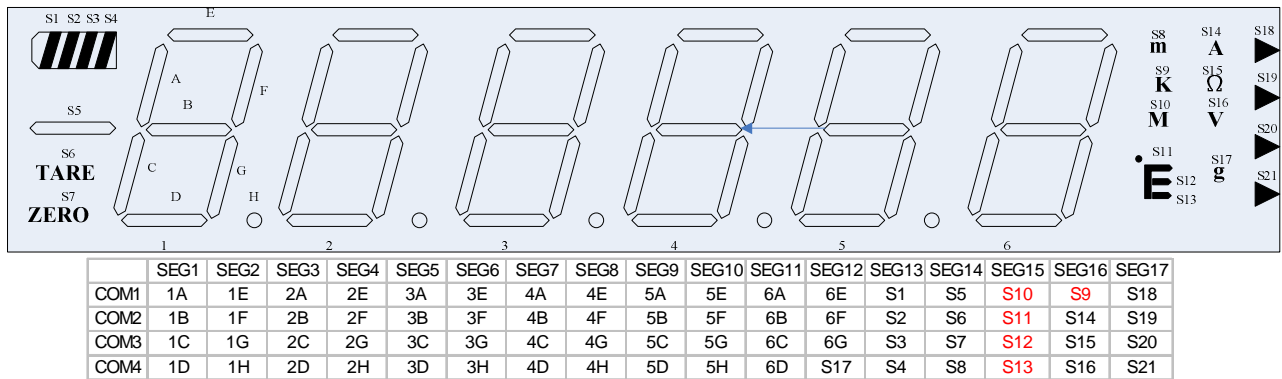 S1 S2 S3 S4
E
A
B
F
S5
S6
TARE
S7
ZERO
C
G
D
H
1 2 3 4 5 6
S8 S14 S18
m A
S9 S15 S19
K Ω
S10 S16
M V
S20
S11 S17
E g
S12
S13
S21
SEG1 SEG2 SEG3 SEG4 SEG5 SEG6 SEG7 SEG8 SEG9 SEG10 SEG11 SEG12 SEG13 SEG14 SEG15 SEG16 SEG17
COM1 1A 1E 2A 2E 3A 3E 4A 4E 5A 5E 6A 6E S1 S5 S10 S9 S18
COM2 1B 1F 2B 2F 3B 3F 4B 4F 5B 5F 6B 6F S2 S6 S11 S14 S19
COM3 1C 1G 2C 2G 3C 3G 4C 4G 5C 5G 6C 6G S3 S7 S12 S15 S20
COM4 1D 1H 2D 2H 3D 3H 4D 4H 5D 5H 6D S17 S4 S8 S13 S16 S21